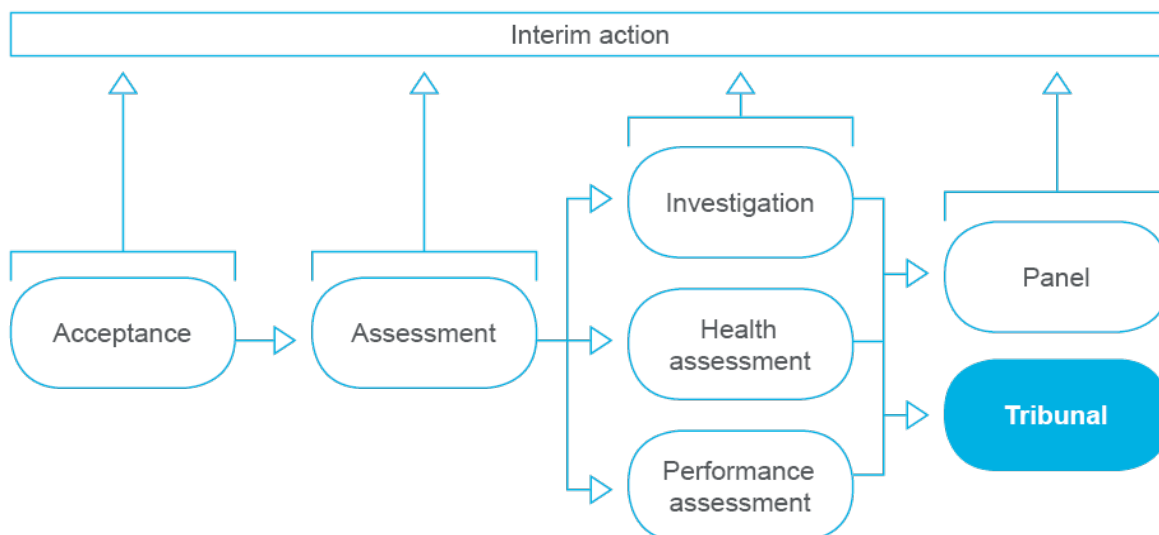 Interim action
Acceptance
Assessment
Investigation
Health
assessment
Performance
assessment
Panel
Tribunal